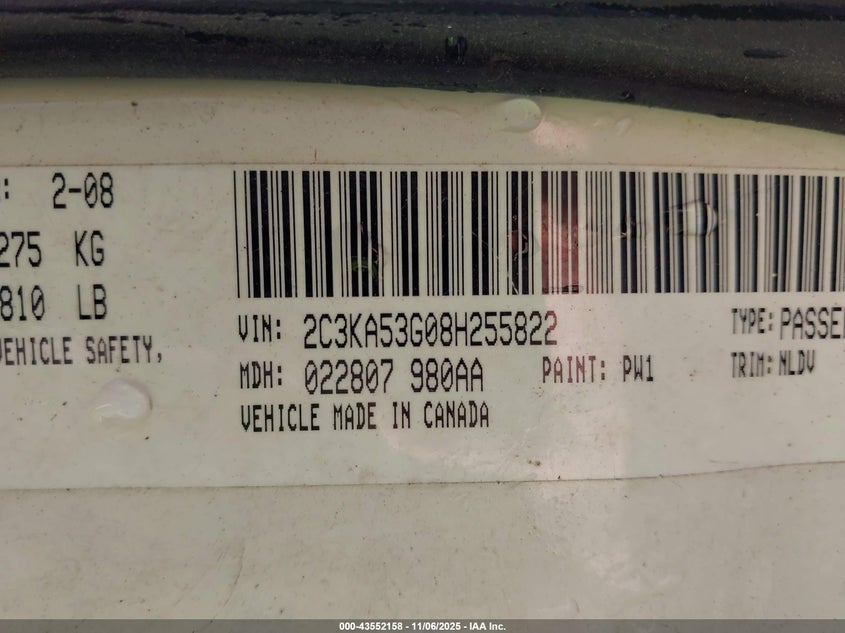 : 2-08
275 KG
810 LB
VEHICLE SAFETY,
VIN: 2C3KA53G08H255822
TYPE: PASSE
MDH: 022807 980AA PAINT: PW1 TRIM: NLDV
VEHICLE MADE IN CANADA
000-43552158 - 11/06/2025 - IAA Inc.